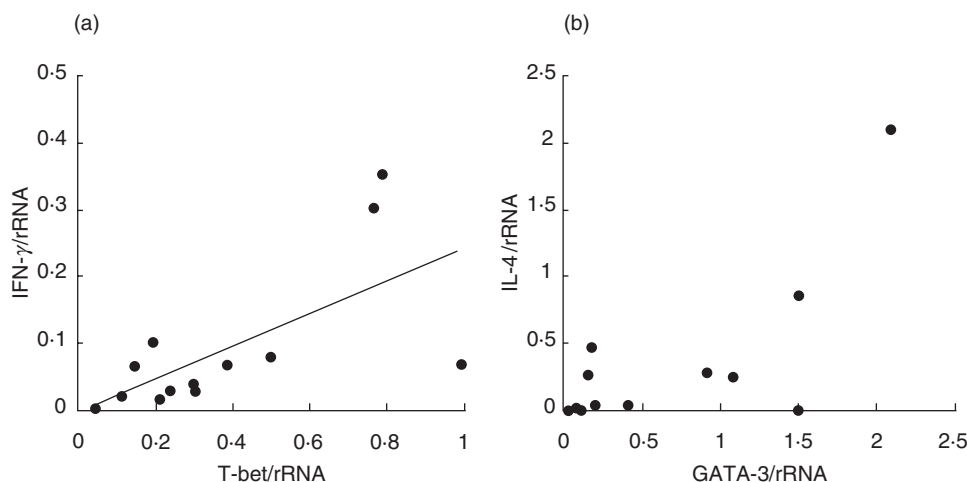 (a)
0·5
0·4
0·3
0·2
0·1
0
IFN-γ/rRNA
0 0·2 0·4 0·6 0·8 1
T-bet/rRNA
(b)
2·5
2
1·5
1
0·5
0
IL-4/rRNA
0 0·5 1 1·5 2 2·5
GATA-3/rRNA